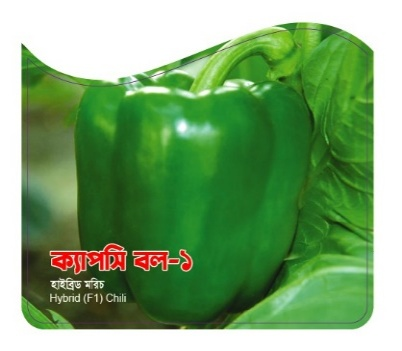 ক্যাপসি বল-১
হাইব্রিড মরিচ
Hybrid (F1) Chili